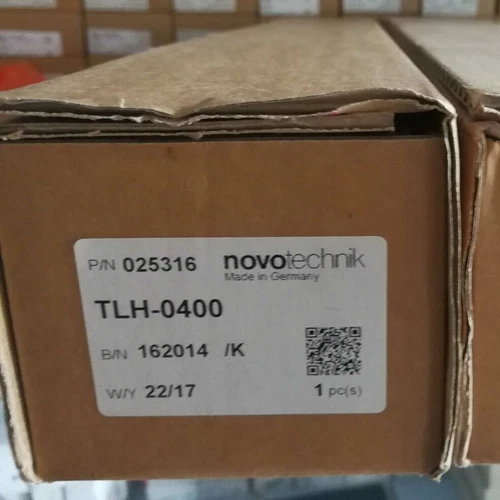 P/N 025316 novotechnik
Made in Germany
TLH-0400
B/N 162014 /K
W/Y 22/17 1 pc(s)